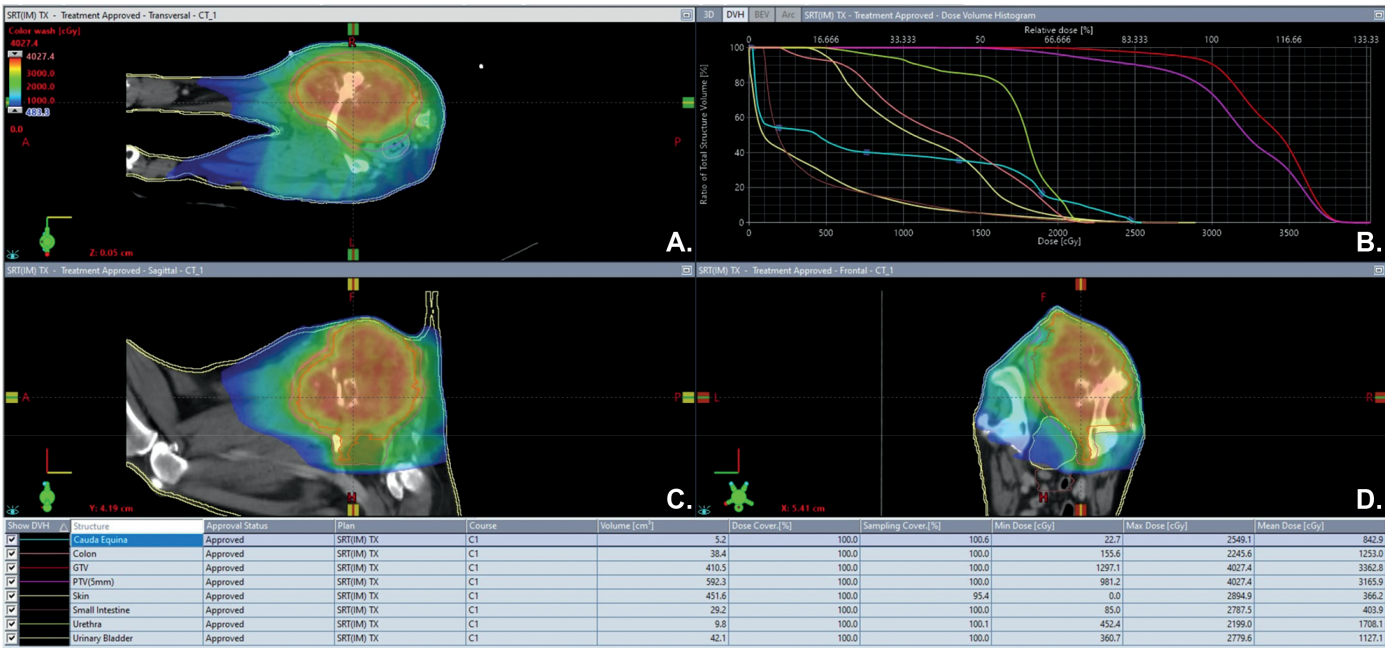 SRT(IM) TX - Treatment Approved - Transversal - CT_1
Color wash [cGy]
4027.4
4027.4
3000.0
2000.0
1000.0
483.3
0.0
R
A
P
L
Z: 0.05 cm
A.
3D DVH BEV Arc SRT(IM) TX - Treatment Approved - Dose Volume Histogram
Relative dose [%]
0 16.666 33.333 50 66.666 83.333 100 116.66 133.33
Ratio of Total Structure Volume [%]
100
80
60
40
20
0
0 500 1000 1500 2000 2500 3000 3500
Dose [cGy]
B.
SRT(IM) TX - Treatment Approved - Sagittal - CT_1
F
A
P
H
Y: 4.19 cm
C.
SRT(IM) TX - Treatment Approved - Frontal - CT_1
F
L
R
H
X: 5.41 cm
D.
Show DVH Structure Approval Status Plan Course Volume [cm³] Dose Cover.[%] Sampling Cover.[%] Min Dose [cGy] Max Dose [cGy] Mean Dose [cGy]
Cauda Equina Approved SRT(IM) TX C1 5.2 100.0 100.6 22.7 2549.1 842.9
Colon Approved SRT(IM) TX C1 38.4 100.0 100.0 155.6 2245.6 1253.0
GTV Approved SRT(IM) TX C1 410.5 100.0 100.0 1297.1 4027.4 3362.8
PTV(5mm) Approved SRT(IM) TX C1 592.3 100.0 100.0 981.2 4027.4 3165.9
Skin Approved SRT(IM) TX C1 451.6 100.0 95.4 0.0 2894.9 366.2
Small Intestine Approved SRT(IM) TX C1 29.2 100.0 100.0 85.0 2787.5 403.9
Urethra Approved SRT(IM) TX C1 9.8 100.0 100.1 452.4 2199.0 1708.1
Urinary Bladder Approved SRT(IM) TX C1 42.1 100.0 100.0 360.7 2779.6 1127.1